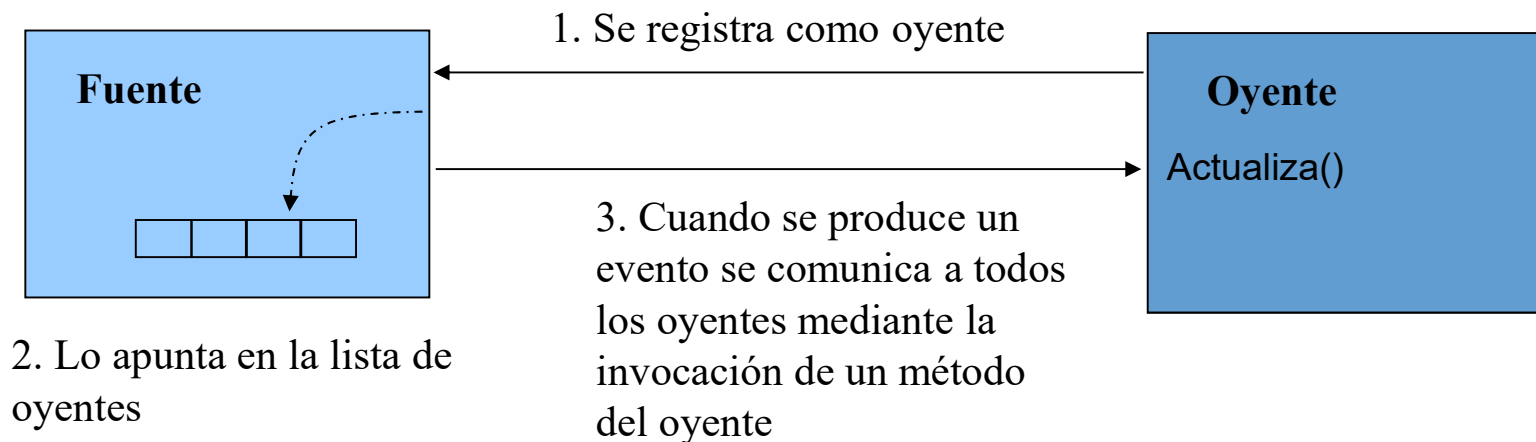 1. Se registra como oyente
Fuente
Oyente
Actualiza()
3. Cuando se produce un
evento se comunica a todos
los oyentes mediante la
invocación de un método
del oyente
2. Lo apunta en la lista de
oyentes